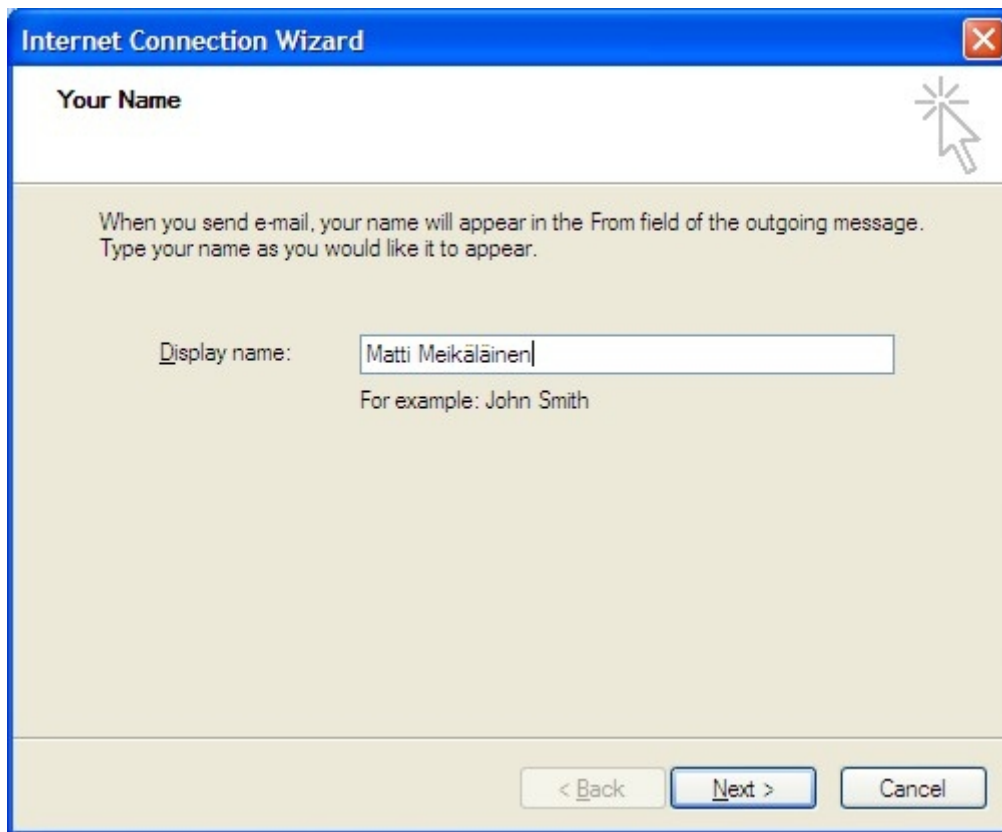 Internet Connection Wizard
Your Name
When you send e-mail, your name will appear in the From field of the outgoing message.
Type your name as you would like it to appear.
Display name: Matti Meikäläinen
For example: John Smith
< Back Next > Cancel